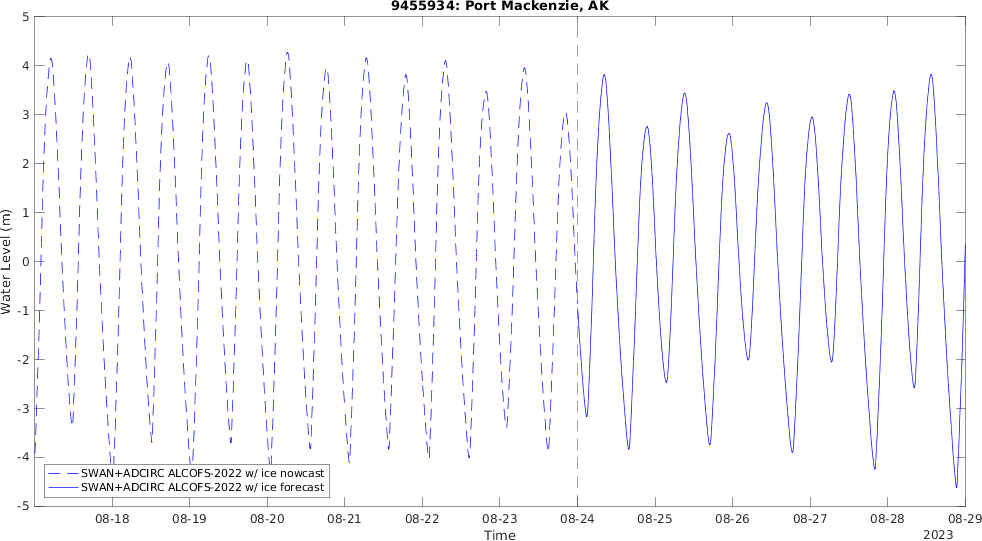 9455934: Port Mackenzie, AK
5
4
3
2
1
0
-1
-2
-3
-4
-5
Water Level (m)
SWAN+ADCIRC ALCOFS-2022 w/ ice nowcast
SWAN+ADCIRC ALCOFS-2022 w/ ice forecast
08-18 08-19 08-20 08-21 08-22 08-23 08-24 08-25 08-26 08-27 08-28 08-29
Time
2023